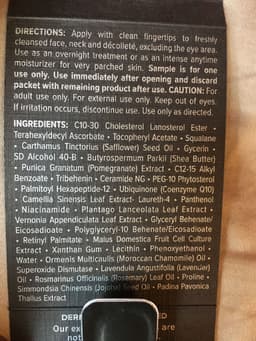 DIRECTIONS: Apply with clean fingertips to freshly
cleansed face, neck and décolleté, excluding the eye area.
Use as an overnight treatment or as an intense anytime
moisturizer for very parched skin. Sample is for one
use only. Use immediately after opening and discard
packet with remaining product after use. CAUTION: For
adult use only. For external use only. Keep out of eyes.
If irritation occurs, discontinue use. Use only as directed.
INGREDIENTS: C10-30 Cholesterol Lanosterol Ester •
Terahexyldecyl Ascorbate • Tocopheryl Acetate • Squalane
• Carthamus Tinctorius (Safflower) Seed Oil • Glycerin •
SD Alcohol 40-B • Butyrospermum Parkii (Shea Butter)
• Punica Granatum (Pomegranate) Extract • C12-15 Alkyl
Benzoate • Tribehenin • Ceramide NG • PEG-10 Phytosterol
• Palmitoyl Hexapeptide-12 • Ubiquinone (Coenzyme Q10)
• Camellia Sinensis Leaf Extract • Laureth-4 • Panthenol
• Niacinamide • Plantago Lanceolata Leaf Extract •
Vernonia Appendiculata Leaf Extract • Glyceryl Behenate/
Eicosadioate • Polyglyceryl-10 Behenate/Eicosadioate
• Retinyl Palmitate • Malus Domestica Fruit Cell Culture
Extract • Xanthan Gum • Lecithin • Phenoxyethanol •
Water • Ormenis Multicaulis (Moroccan Chamomile) Oil •
Superoxide Dismutase • Lavandula Angustifolia (Lavender)
Oil • Rosmarinus Officinalis (Rosemary) Leaf Oil • Proline •
Simmondsia Chinensis (Jojoba) Seed Oil • Padina Pavonica
Thallus Extract
DER
Our ex are
not